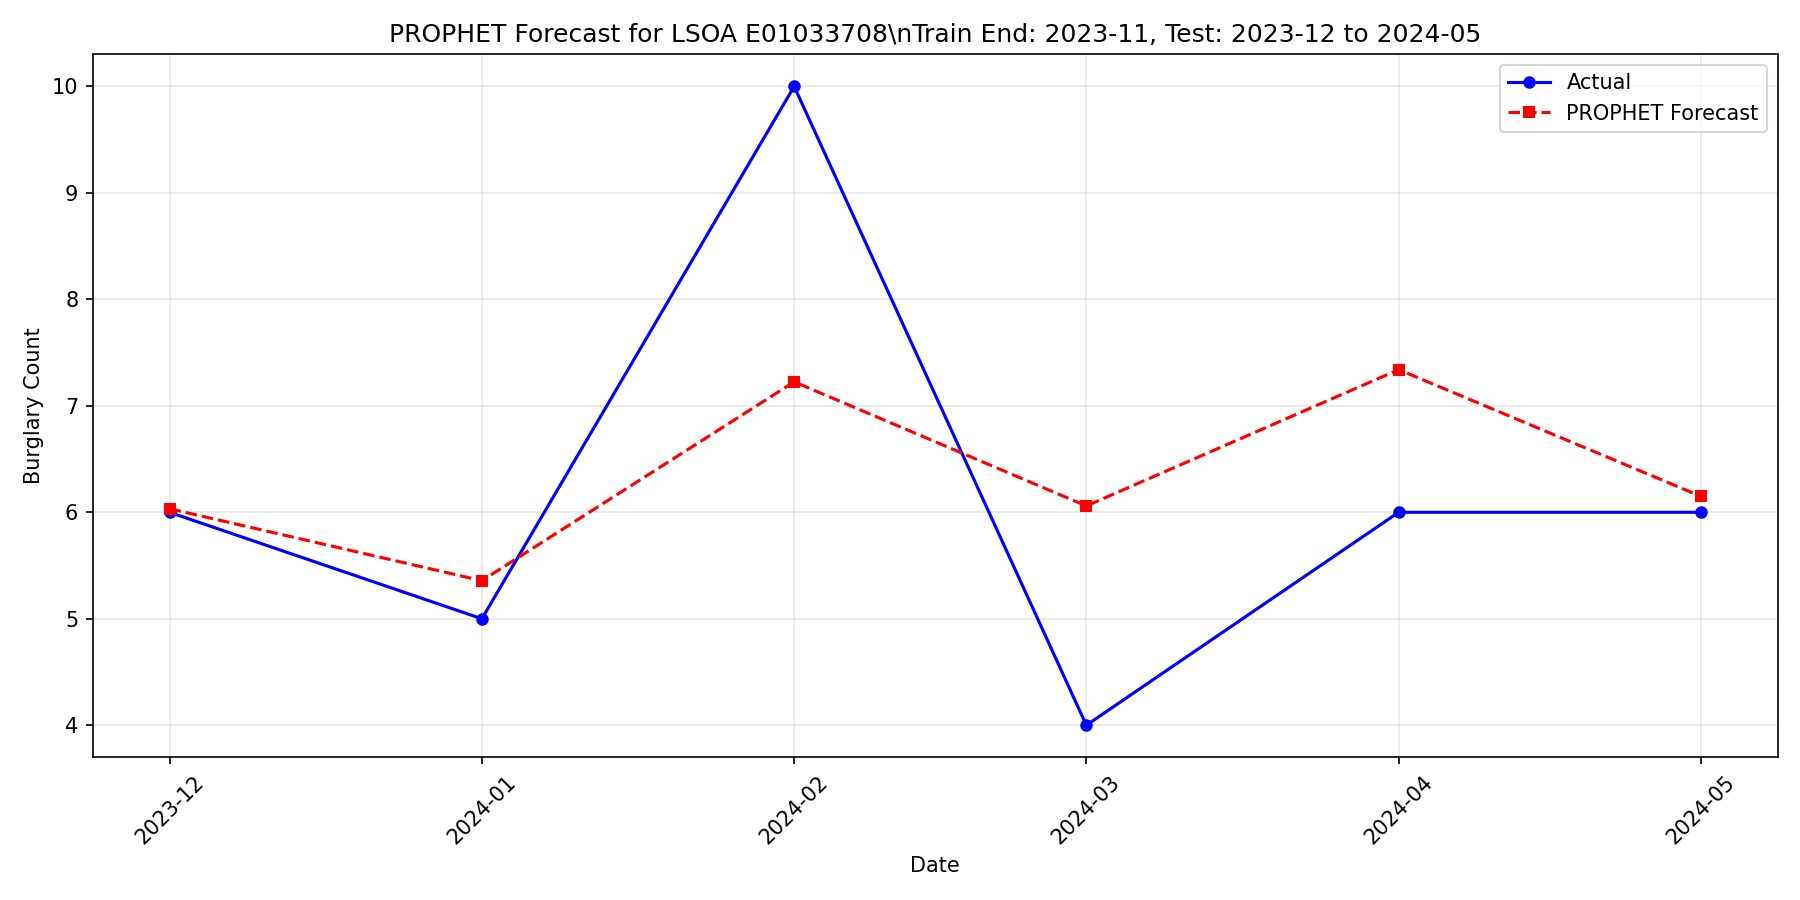 PROPHET Forecast for LSOA E01033708\nTrain End: 2023-11, Test: 2023-12 to 2024-05
Actual
PROPHET Forecast
Burglary Count
10
9
8
7
6
5
4
2023-12
2024-01
2024-02
2024-03
2024-04
2024-05
Date